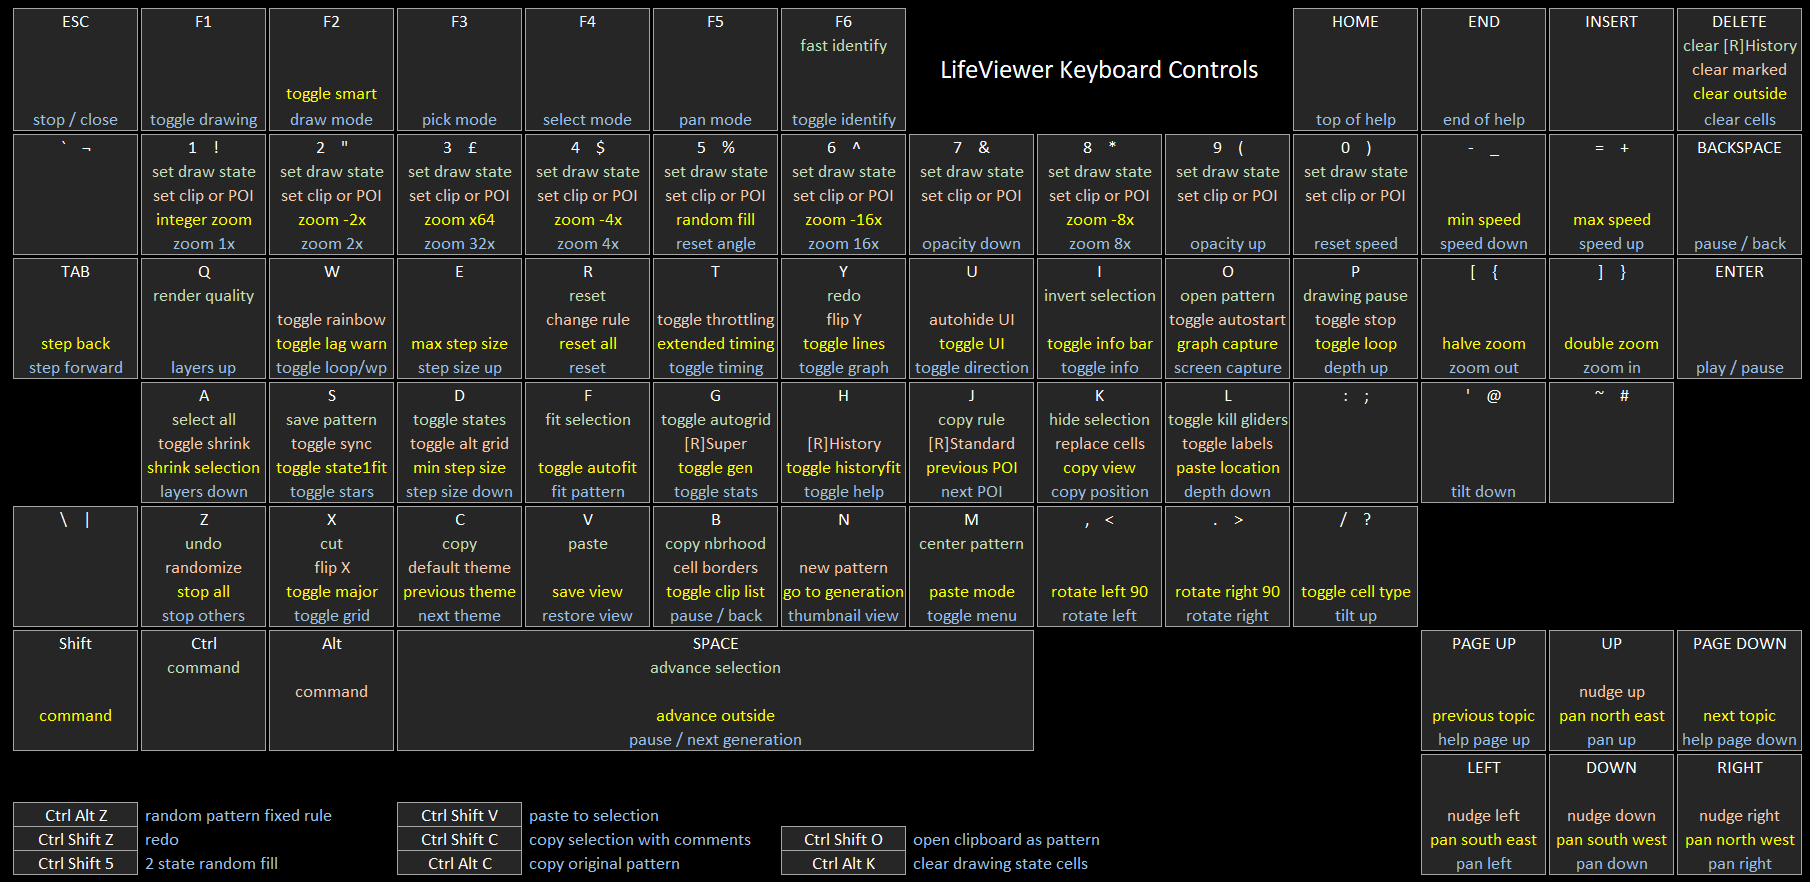 ESC
stop / close
F1
toggle drawing
F2
toggle smart
draw mode
F3
pick mode
F4
select mode
F5
pan mode
F6
fast identify
toggle identify
LifeViewer Keyboard Controls
HOME
top of help
END
end of help
INSERT
DELETE
clear [R]History
clear marked
clear outside
clear cells
` ¬
1 !
set draw state
set clip or POI
integer zoom
zoom 1x
2 "
set draw state
set clip or POI
zoom -2x
zoom 2x
3 £
set draw state
set clip or POI
zoom x64
zoom 32x
4 $
set draw state
set clip or POI
zoom -4x
zoom 4x
5 %
set draw state
set clip or POI
random fill
reset angle
6 ^
set draw state
set clip or POI
zoom -16x
zoom 16x
7 &
set draw state
set clip or POI
opacity down
8 *
set draw state
set clip or POI
zoom -8x
zoom 8x
9 (
set draw state
set clip or POI
opacity up
0 )
set draw state
set clip or POI
reset speed
- _
min speed
speed down
= +
max speed
speed up
BACKSPACE
pause / back
TAB
step back
step forward
Q
render quality
layers up
W
toggle rainbow
toggle lag warn
toggle loop/wp
E
max step size
step size up
R
reset
change rule
reset all
reset
T
toggle throttling
extended timing
toggle timing
Y
redo
flip Y
toggle lines
toggle graph
U
autohide UI
toggle UI
toggle direction
I
invert selection
toggle info bar
toggle info
O
open pattern
toggle autostart
graph capture
screen capture
P
drawing pause
toggle stop
toggle loop
depth up
[ {
halve zoom
zoom out
] }
double zoom
zoom in
ENTER
play / pause
A
select all
toggle shrink
shrink selection
layers down
S
save pattern
toggle sync
toggle state1fit
toggle stars
D
toggle states
toggle alt grid
min step size
step size down
F
fit selection
toggle autofit
fit pattern
G
toggle autogrid
[R]Super
toggle gen
toggle stats
H
[R]History
toggle historyfit
toggle help
J
copy rule
[R]Standard
previous POI
next POI
K
hide selection
replace cells
copy view
copy position
L
toggle kill gliders
toggle labels
paste location
depth down
: ;
' @
tilt down
~ #
\ |
Z
undo
randomize
stop all
stop others
X
cut
flip X
toggle major
toggle grid
C
copy
default theme
previous theme
next theme
V
paste
save view
restore view
B
copy nbrhood
cell borders
toggle clip list
pause / back
N
new pattern
go to generation
thumbnail view
M
center pattern
paste mode
toggle menu
, <
rotate left 90
rotate left
. >
rotate right 90
rotate right
/ ?
toggle cell type
tilt up
Shift
command
Ctrl
command
Alt
command
SPACE
advance selection
advance outside
pause / next generation
PAGE UP
previous topic
help page up
UP
nudge up
pan north east
pan up
PAGE DOWN
next topic
help page down
LEFT
nudge left
pan south east
pan left
DOWN
nudge down
pan south west
pan down
RIGHT
nudge right
pan north west
pan right
Ctrl Alt Z random pattern fixed rule
Ctrl Shift Z redo
Ctrl Shift 5 2 state random fill
Ctrl Shift V paste to selection
Ctrl Shift C copy selection with comments
Ctrl Alt C copy original pattern
Ctrl Shift O open clipboard as pattern
Ctrl Alt K clear drawing state cells